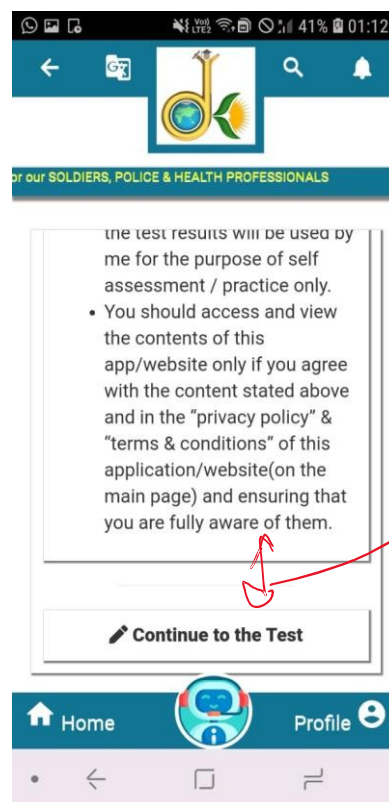 Voo)
LTE2
41%
01:12
or our SOLDIERS, POLICE & HEALTH PROFESSIONALS
the test results will be used by
me for the purpose of self
assessment / practice only.
• You should access and view
the contents of this
app/website only if you agree
with the content stated above
and in the “privacy policy” &
“terms & conditions” of this
application/website(on the
main page) and ensuring that
you are fully aware of them.
Continue to the Test
Home
Profile